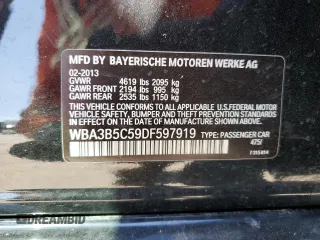 MFD BY BAYERISCHE MOTOREN WERKE AG
02-2013
GVWR 4619 lbs 2095 kg
GAWR FRONT 2194 lbs 995 kg
GAWR REAR 2535 lbs 1150 kg
THIS VEHICLE CONFORMS TO ALL APPLICABLE
U.S. FEDERAL MOTOR VEHICLE SAFETY, BUMPER, AND
THEFT PREVENTION STANDARDS IN EFFECT ON THE
DATE OF MANUFACTURE SHOWN ABOVE
WBA3B5C59DF597919 TYPE: PASSENGER CAR
475/
DREAMBID